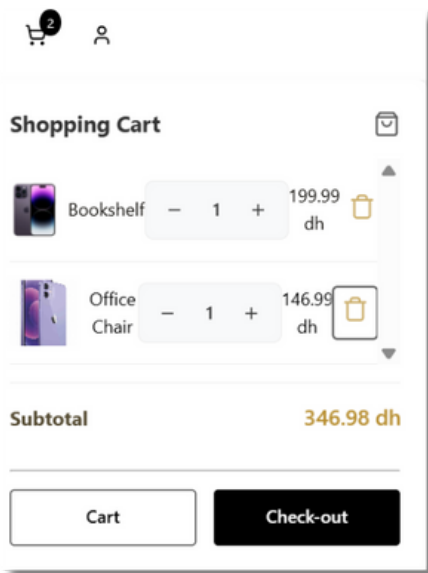 2
Shopping Cart
Bookshelf − 1 + 199.99
dh
Office
Chair − 1 + 146.99
dh
Subtotal 346.98 dh
Cart Check-out